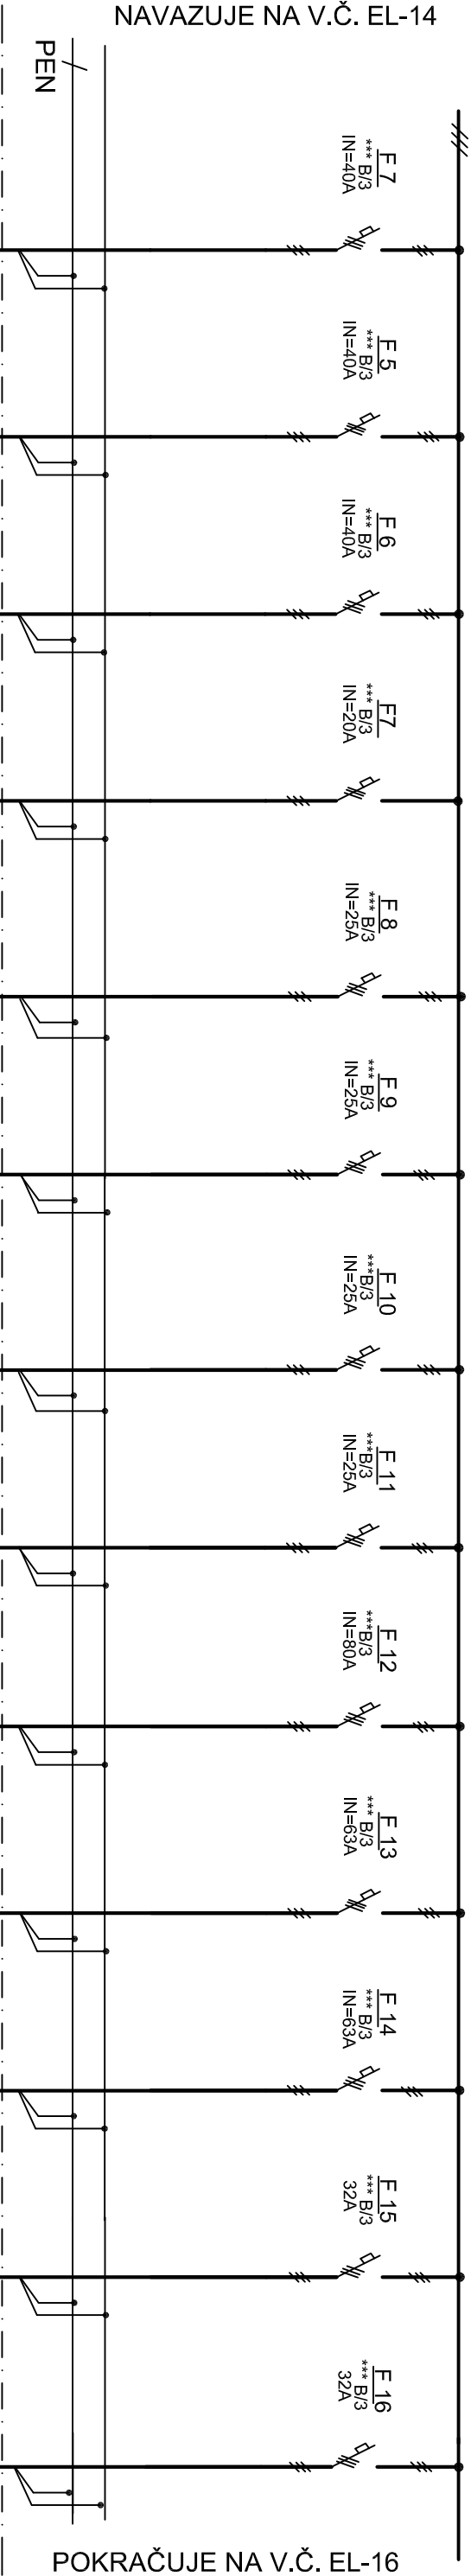 NAVAZUJE NA V.Č. EL-14
PEN
F 7
*** B/3
IN=40A
F 5
*** B/3
IN=40A
F 6
*** B/3
IN=40A
F7
*** B/3
IN=20A
F 8
*** B/3
IN=25A
F 9
*** B/3
IN=25A
F 10
***B/3
IN=25A
F 11
***B/3
IN=25A
F 12
***B/3
IN=80A
F 13
*** B/3
IN=63A
F 14
*** B/3
IN=63A
F 15
*** B/3
32A
F 16
*** B/3
32A
POKRAČUJE NA V.Č. EL-16